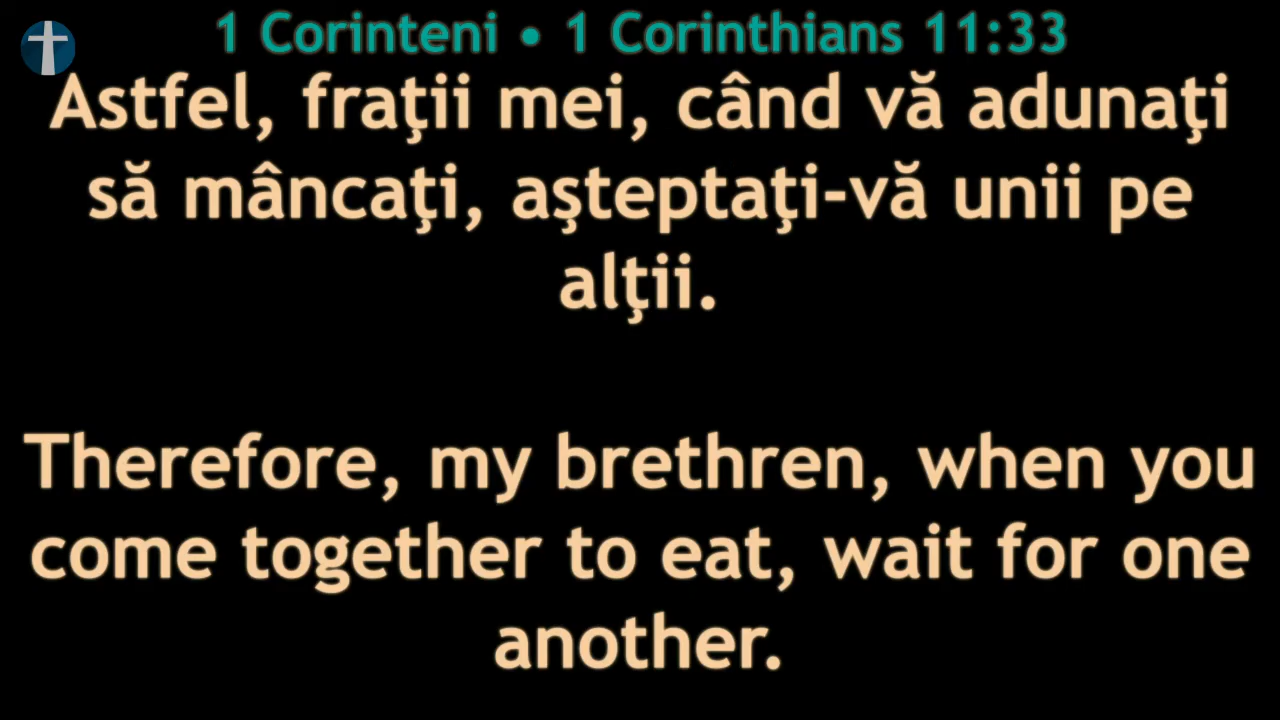 1 Corinteni • 1 Corinthians 11:33
Astfel, fraţii mei, când vă adunaţi
să mâncaţi, aşteptaţi-vă unii pe
alţii.
Therefore, my brethren, when you
come together to eat, wait for one
another.